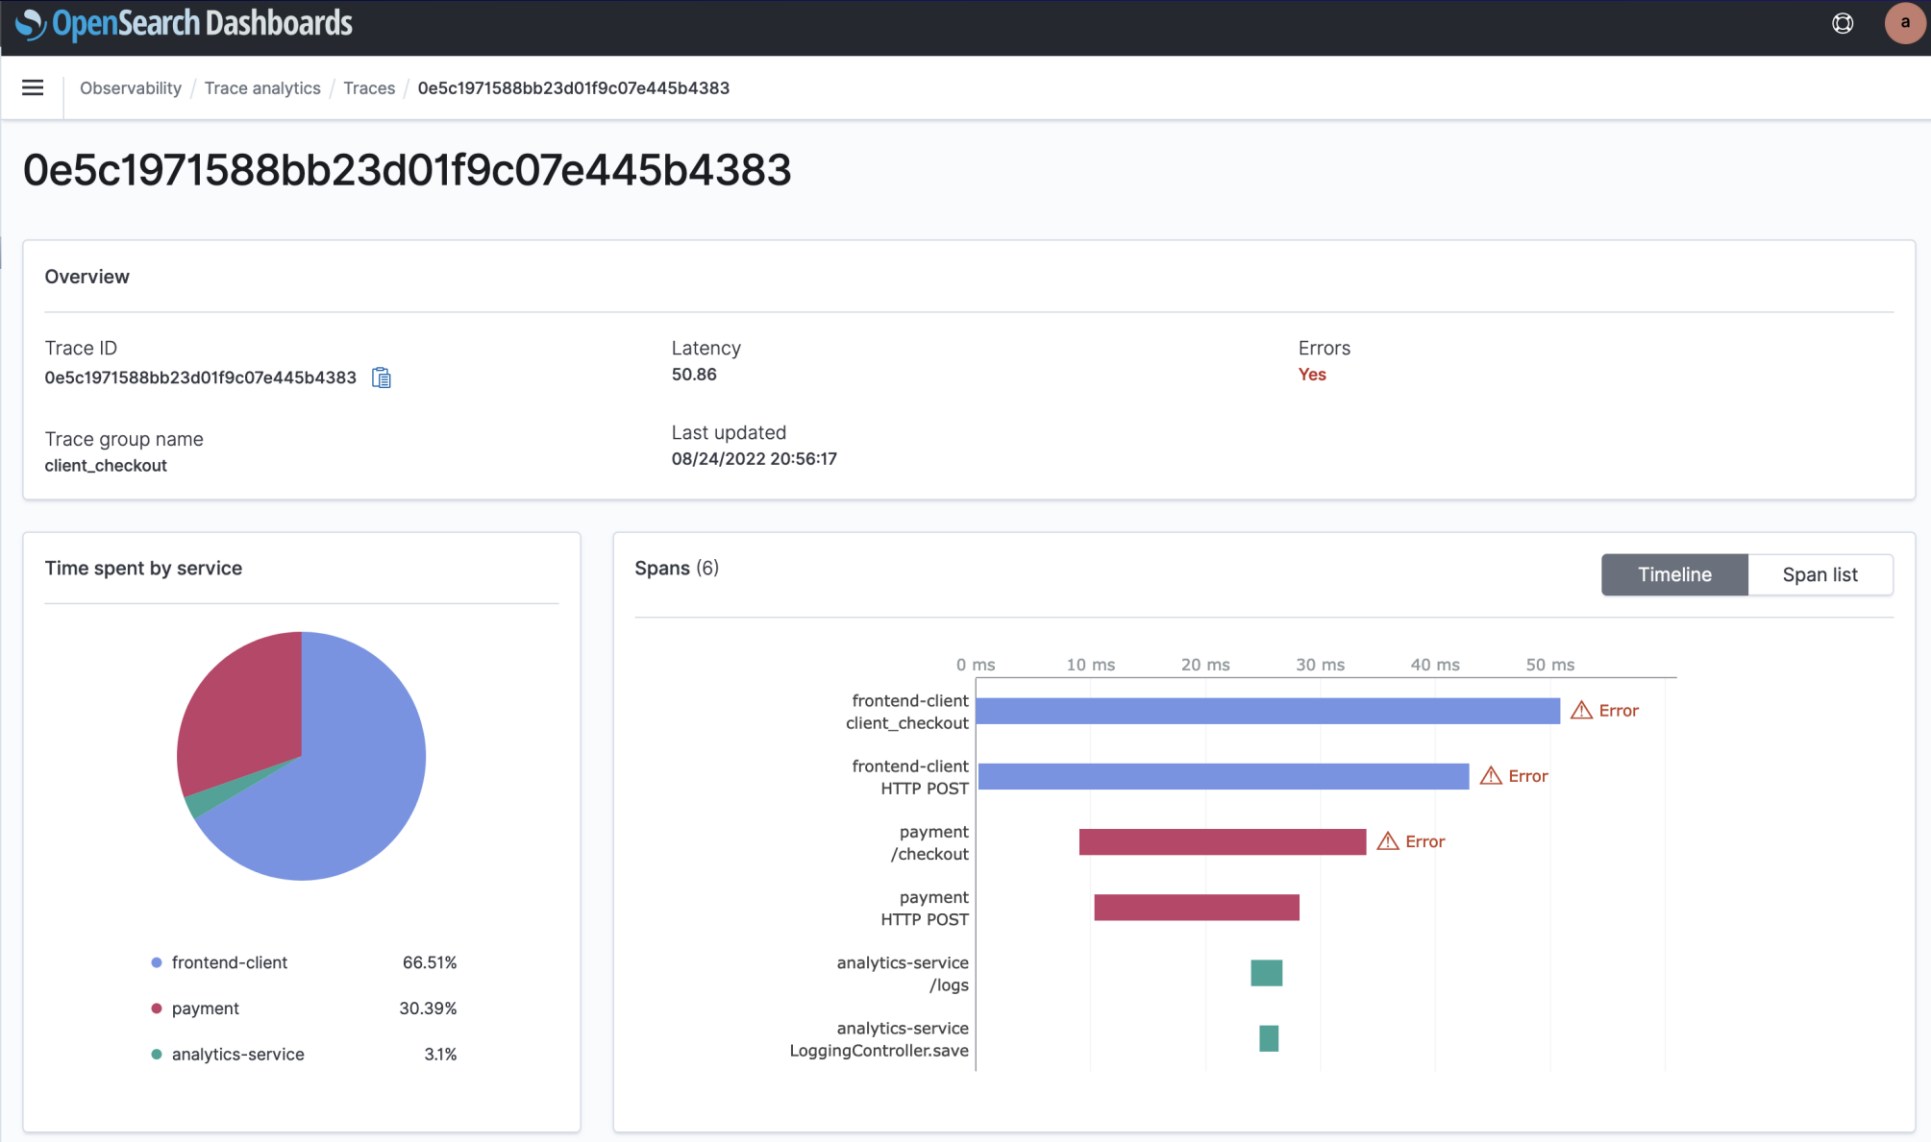 OpenSearch Dashboards
a
Observability / Trace analytics / Traces / 0e5c1971588bb23d01f9c07e445b4383
0e5c1971588bb23d01f9c07e445b4383
Overview
Trace ID
0e5c1971588bb23d01f9c07e445b4383
Trace group name
client_checkout
Latency
50.86
Last updated
08/24/2022 20:56:17
Errors
Yes
Time spent by service
frontend-client 66.51%
payment 30.39%
analytics-service 3.1%
Spans (6)
Timeline
Span list
0 ms 10 ms 20 ms 30 ms 40 ms 50 ms
frontend-client
client_checkout
Error
frontend-client
HTTP POST
Error
payment
/checkout
Error
payment
HTTP POST
analytics-service
/logs
analytics-service
LoggingController.save